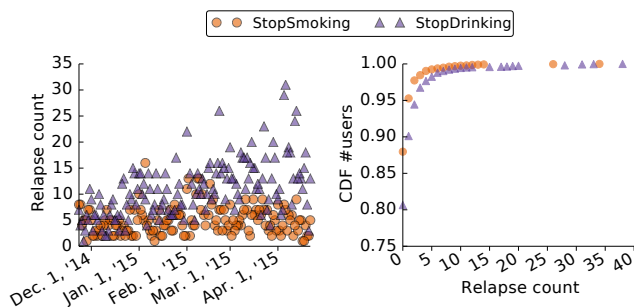 StopSmoking StopDrinking
Relapse count
35
30
25
20
15
10
5
0
Dec. 1, '14
Jan. 1, '15
Feb. 1, '15
Mar. 1, '15
Apr. 1, '15
CDF #users
1.00
0.95
0.90
0.85
0.80
0.75
0 5 10 15 20 25 30 35 40
Relapse count